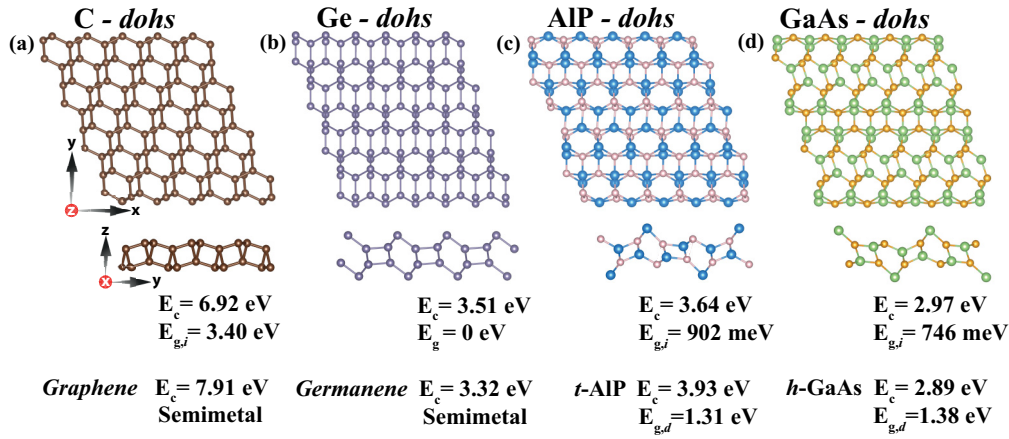 C - dohs
Ge - dohs
AlP - dohs
GaAs - dohs
(a)
(b)
(c)
(d)
y
z
x
z
x
y
E_c= 6.92 eV
E_g,i= 3.40 eV
E_c= 3.51 eV
E_g= 0 eV
E_c= 3.64 eV
E_g,i= 902 meV
E_c= 2.97 eV
E_g,i= 746 meV
Graphene E_c= 7.91 eV
Semimetal
Germanene E_c= 3.32 eV
Semimetal
t-AlP E_c= 3.93 eV
E_g,d=1.31 eV
h-GaAs E_c= 2.89 eV
E_g,d=1.38 eV